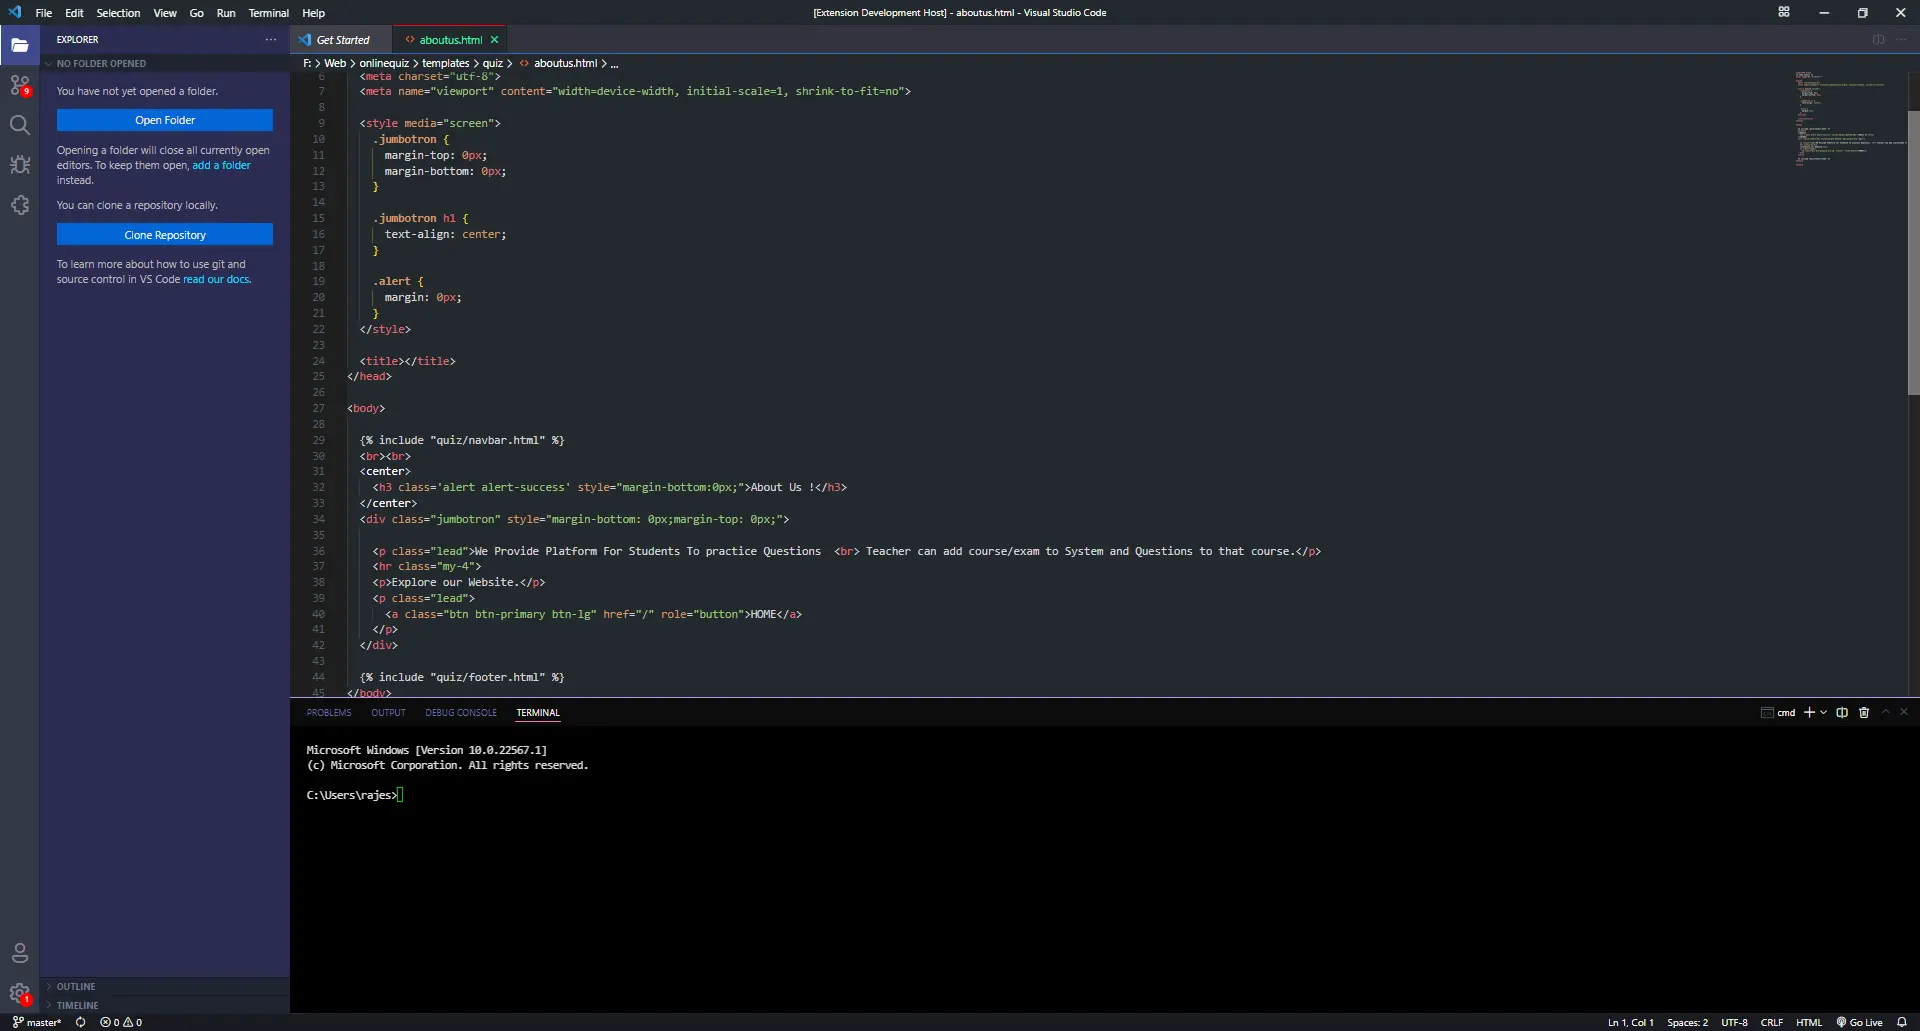 File Edit Selection View Go Run Terminal Help
[Extension Development Host] - aboutus.html - Visual Studio Code
EXPLORER
Get Started
aboutus.html
NO FOLDER OPENED
F: > Web > onlinequiz > templates > quiz > aboutus.html > ...
9
You have not yet opened a folder.
Open Folder
Opening a folder will close all currently open
editors. To keep them open, add a folder
instead.
You can clone a repository locally.
Clone Repository
To learn more about how to use git and
source control in VS Code read our docs.
6 <meta charset="utf-8">
7 <meta name="viewport" content="width=device-width, initial-scale=1, shrink-to-fit=no">
8
9 <style media="screen">
10 .jumbotron {
11 margin-top: 0px;
12 margin-bottom: 0px;
13 }
14
15 .jumbotron h1 {
16 text-align: center;
17 }
18
19 .alert {
20 margin: 0px;
21 }
22 </style>
23
24 <title></title>
25 </head>
26
27 <body>
28
29 {% include "quiz/navbar.html" %}
30 <br><br>
31 <center>
32 <h3 class='alert alert-success' style="margin-bottom:0px;">About Us !</h3>
33 </center>
34 <div class="jumbotron" style="margin-bottom: 0px;margin-top: 0px;">
35
36 <p class="lead">We Provide Platform For Students To practice Questions <br> Teacher can add course/exam to System and Questions to that course.</p>
37 <hr class="my-4">
38 <p>Explore our Website.</p>
39 <p class="lead">
40 <a class="btn btn-primary btn-lg" href="/" role="button">HOME</a>
41 </p>
42 </div>
43
44 {% include "quiz/footer.html" %}
45 </body>
PROBLEMS OUTPUT DEBUG CONSOLE TERMINAL
cmd
Microsoft Windows [Version 10.0.22567.1]
(c) Microsoft Corporation. All rights reserved.
C:\Users\rajes>
OUTLINE
1
TIMELINE
master* 0 0
Ln 1, Col 1 Spaces: 2 UTF-8 CRLF HTML Go Live